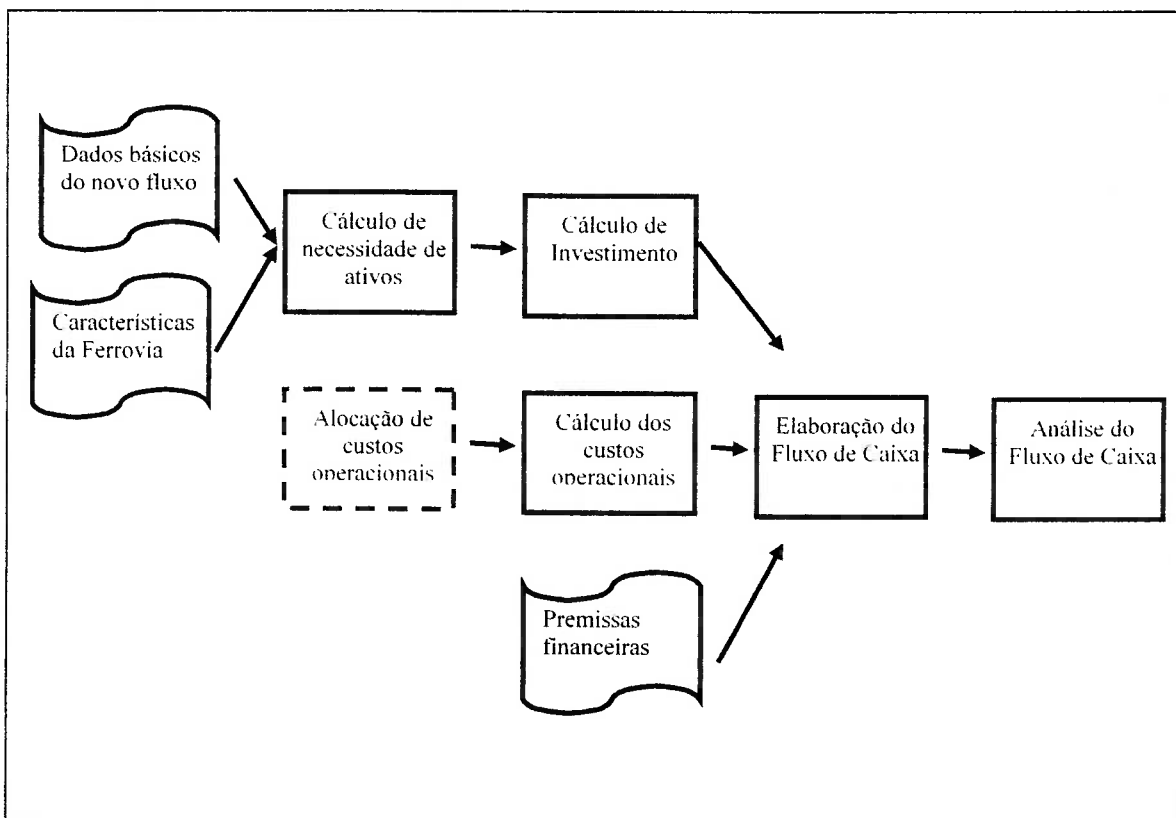 Dados básicos
do novo fluxo
Características
da Ferrovia
Cálculo de
necessidade de
ativos
Cálculo de
Investimento
Alocação de
custos
operacionais
Cálculo dos
custos
operacionais
Elaboração do
Fluxo de Caixa
Análise do
Fluxo de Caixa
Premissas
financeiras